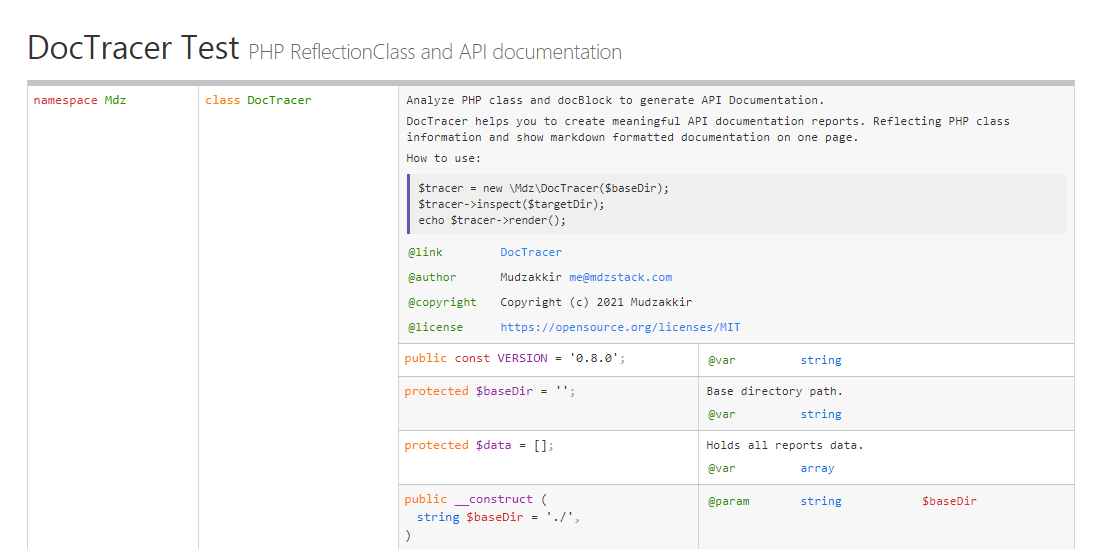 DocTracer Test PHP ReflectionClass and API documentation
namespace Mdz
class DocTracer
Analyze PHP class and docBlock to generate API Documentation.
DocTracer helps you to create meaningful API documentation reports. Reflecting PHP class
information and show markdown formatted documentation on one page.
How to use:
$tracer = new \Mdz\DocTracer($baseDir);
$tracer->inspect($targetDir);
echo $tracer->render();
@link DocTracer
@author Mudzakkir me@mdzstack.com
@copyright Copyright (c) 2021 Mudzakkir
@license https://opensource.org/licenses/MIT
public const VERSION = '0.8.0';
@var string
protected $baseDir = '';
Base directory path.
@var string
protected $data = [];
Holds all reports data.
@var array
public __construct (
string $baseDir = './',
)
@param string $baseDir